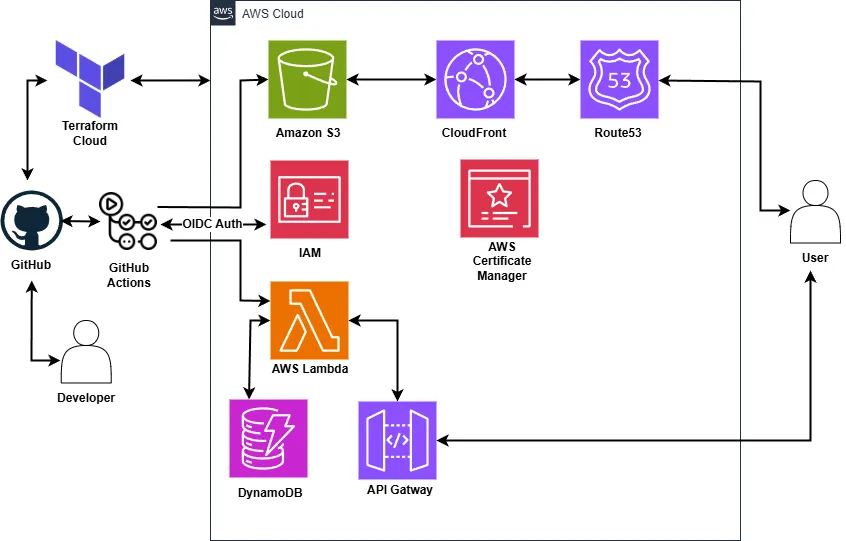 aws
AWS Cloud
Terraform
Cloud
Amazon S3
CloudFront
53
Route53
OIDC Auth
IAM
AWS
Certificate
Manager
GitHub
GitHub
Actions
User
AWS Lambda
Developer
DynamoDB
</>
API Gatway